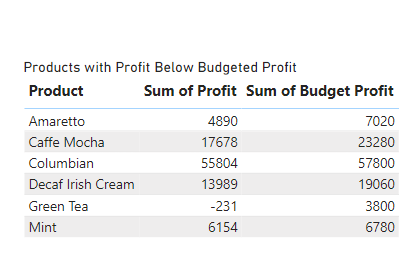 Products with Profit Below Budgeted Profit
Product Sum of Profit Sum of Budget Profit
Amaretto 4890 7020
Caffe Mocha 17678 23280
Columbian 55804 57800
Decaf Irish Cream 13989 19060
Green Tea -231 3800
Mint 6154 6780